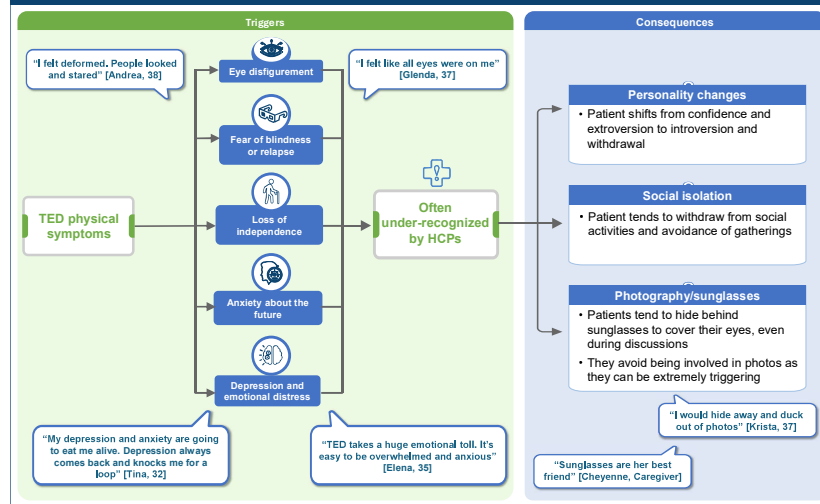 Triggers
Consequences
“I felt deformed. People looked
and stared” [Andrea, 38]
Eye disfigurement
“I felt like all eyes were on me”
[Glenda, 37]
Fear of blindness
or relapse
TED physical
symptoms
Loss of
independence
Often
under-recognized
by HCPs
Anxiety about the
future
Depression and
emotional distress
“My depression and anxiety are going
to eat me alive. Depression always
comes back and knocks me for a
loop” [Tina, 32]
“TED takes a huge emotional toll. It’s
easy to be overwhelmed and anxious”
[Elena, 35]
Personality changes
• Patient shifts from confidence and
extroversion to introversion and
withdrawal
Social isolation
• Patient tends to withdraw from social
activities and avoidance of gatherings
Photography/sunglasses
• Patients tend to hide behind
sunglasses to cover their eyes, even
during discussions
• They avoid being involved in photos as
they can be extremely triggering
“I would hide away and duck
out of photos” [Krista, 37]
“Sunglasses are her best
friend” [Cheyenne, Caregiver]